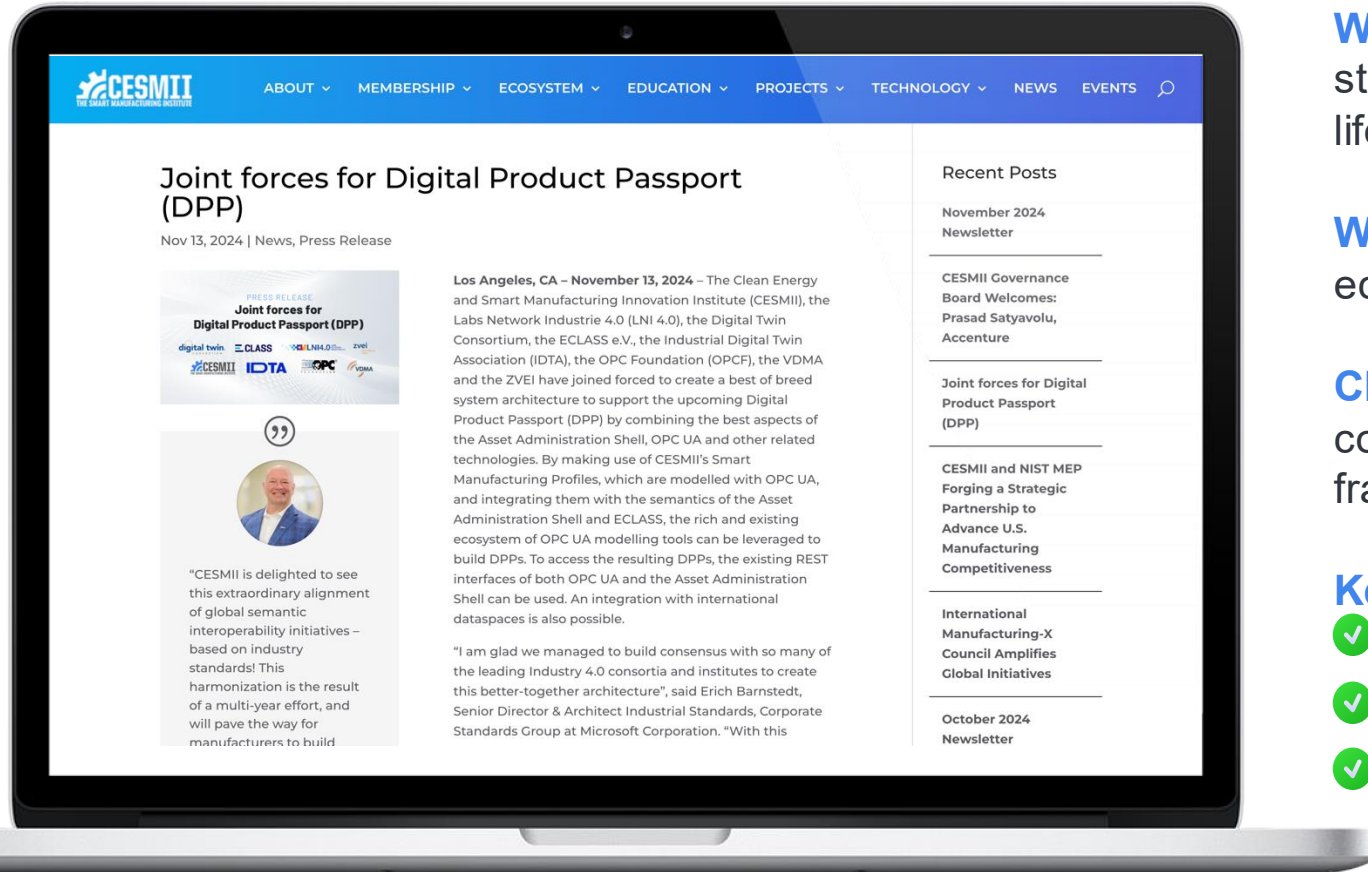 CESMII
THE SMART MANUFACTURING INSTITUTE
ABOUT
MEMBERSHIP
ECOSYSTEM
EDUCATION
PROJECTS
TECHNOLOGY
NEWS
EVENTS
Joint forces for Digital Product Passport
(DPP)
Nov 13, 2024 | News, Press Release
PRESS RELEASE
Joint forces for
Digital Product Passport (DPP)
digital twin
ECLASS
LNI4.0
zvei
CESMII
IDTA
OPC
VDMA
"CESMII is delighted to see
this extraordinary alignment
of global semantic
interoperability initiatives –
based on industry
standards! This
harmonization is the result
of a multi-year effort, and
will pave the way for
manufacturers to build
Los Angeles, CA – November 13, 2024 – The Clean Energy
and Smart Manufacturing Innovation Institute (CESMII), the
Labs Network Industrie 4.0 (LNI 4.0), the Digital Twin
Consortium, the ECLASS e.V., the Industrial Digital Twin
Association (IDTA), the OPC Foundation (OPCF), the VDMA
and the ZVEI have joined forced to create a best of breed
system architecture to support the upcoming Digital
Product Passport (DPP) by combining the best aspects of
the Asset Administration Shell, OPC UA and other related
technologies. By making use of CESMII's Smart
Manufacturing Profiles, which are modelled with OPC UA,
and integrating them with the semantics of the Asset
Administration Shell and ECLASS, the rich and existing
ecosystem of OPC UA modelling tools can be leveraged to
build DPPs. To access the resulting DPPs, the existing REST
interfaces of both OPC UA and the Asset Administration
Shell can be used. An integration with international
dataspaces is also possible.
"I am glad we managed to build consensus with so many of
the leading Industry 4.0 consortia and institutes to create
this better-together architecture", said Erich Barnstedt,
Senior Director & Architect Industrial Standards, Corporate
Standards Group at Microsoft Corporation. "With this
Recent Posts
November 2024
Newsletter
CESMII Governance
Board Welcomes:
Prasad Satyavolu,
Accenture
Joint forces for Digital
Product Passport
(DPP)
CESMII and NIST MEP
Forging a Strategic
Partnership to
Advance U.S.
Manufacturing
Competitiveness
International
Manufacturing-X
Council Amplifies
Global Initiatives
October 2024
Newsletter